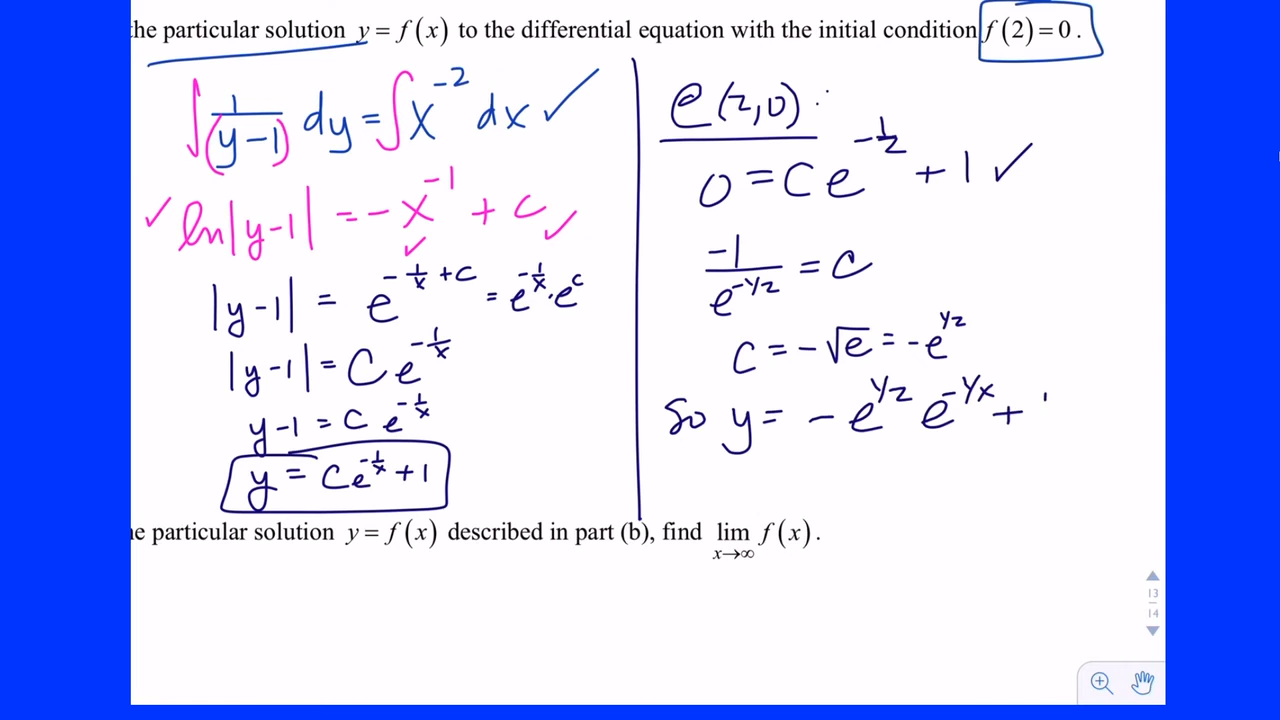 the particular solution y = f(x) to the differential equation with the initial condition f(2) = 0.
∫ 1/(y-1) dy = ∫ x^-2 dx ✓
✓ ln|y-1| = -x^-1 + C ✓
✓
|y-1| = e^(-1/x + C) = e^(-1/x) · e^C
|y-1| = C e^(-1/x)
y-1 = C e^(-1/x)
y = C e^(-1/x) + 1
@ (2,0):
0 = C e^(-1/2) + 1 ✓
-1/e^(-1/2) = C
C = -√e = -e^(1/2)
So y = -e^(1/2) e^(-1/x) +
e particular solution y = f(x) described in part (b), find lim x→∞ f(x).
13
14